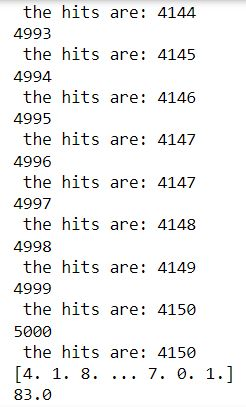 the hits are: 4144
4993
the hits are: 4145
4994
the hits are: 4146
4995
the hits are: 4147
4996
the hits are: 4147
4997
the hits are: 4148
4998
the hits are: 4149
4999
the hits are: 4150
5000
the hits are: 4150
[4. 1. 8. ... 7. 0. 1.]
83.0